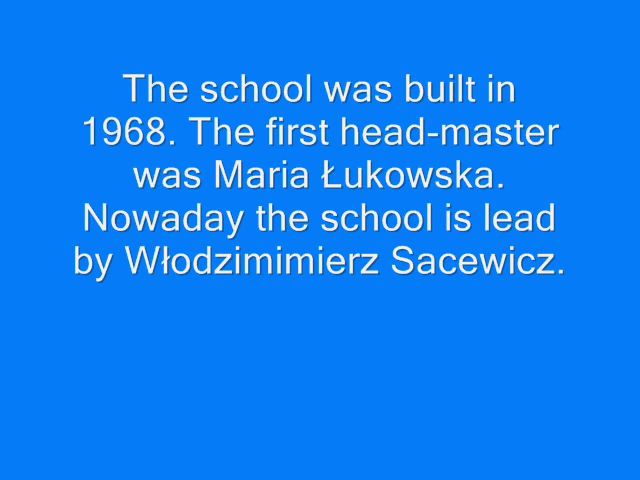 The school was built in
1968. The first head-master
was Maria Łukowska.
Nowaday the school is lead
by Włodzimimierz Sacewicz.